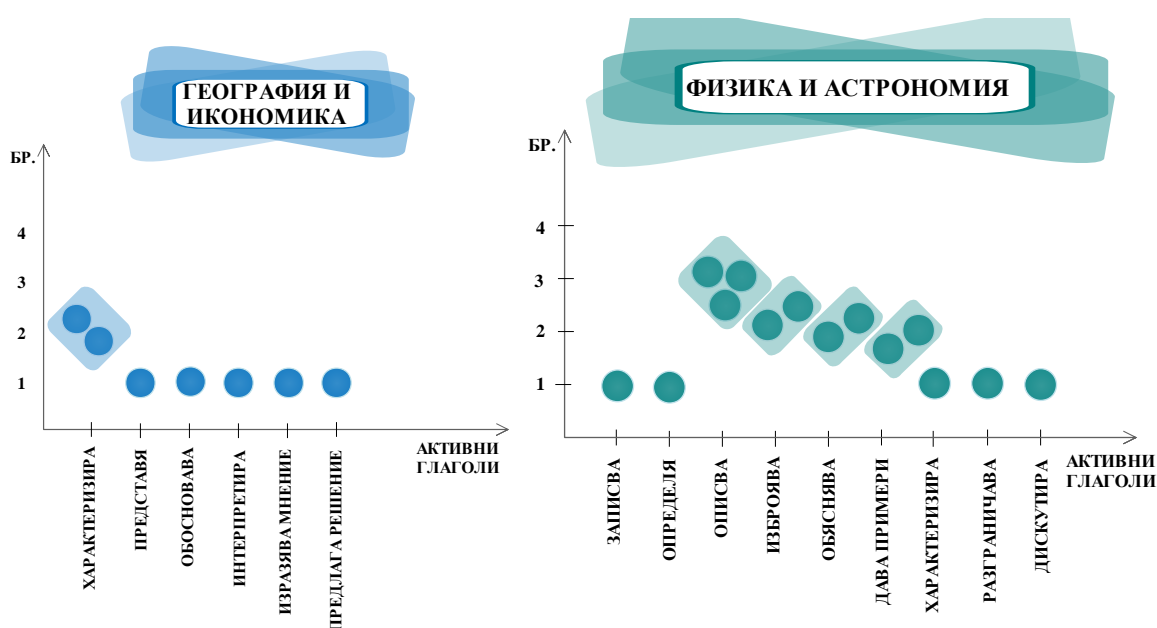 ГЕОГРАФИЯ И
ИКОНОМИКА
БР.
4
3
2
1
ХАРАКТЕРИЗИРА
ПРЕДСТАВЯ
ОБОСНОВАВА
ИНТЕРПРЕТИРА
ИЗРАЗЯВА МНЕНИЕ
ПРЕДЛАГА РЕШЕНИЕ
АКТИВНИ
ГЛАГОЛИ
ФИЗИКА И АСТРОНОМИЯ
БР.
4
3
2
1
ЗАПИСВА
ОПРЕДЕЛЯ
ОПИСВА
ИЗБРОЯВА
ОБЯСНЯВА
ДАВА ПРИМЕРИ
ХАРАКТЕРИЗИРА
РАЗГРАНИЧАВА
ДИСКУТИРА
АКТИВНИ
ГЛАГОЛИ